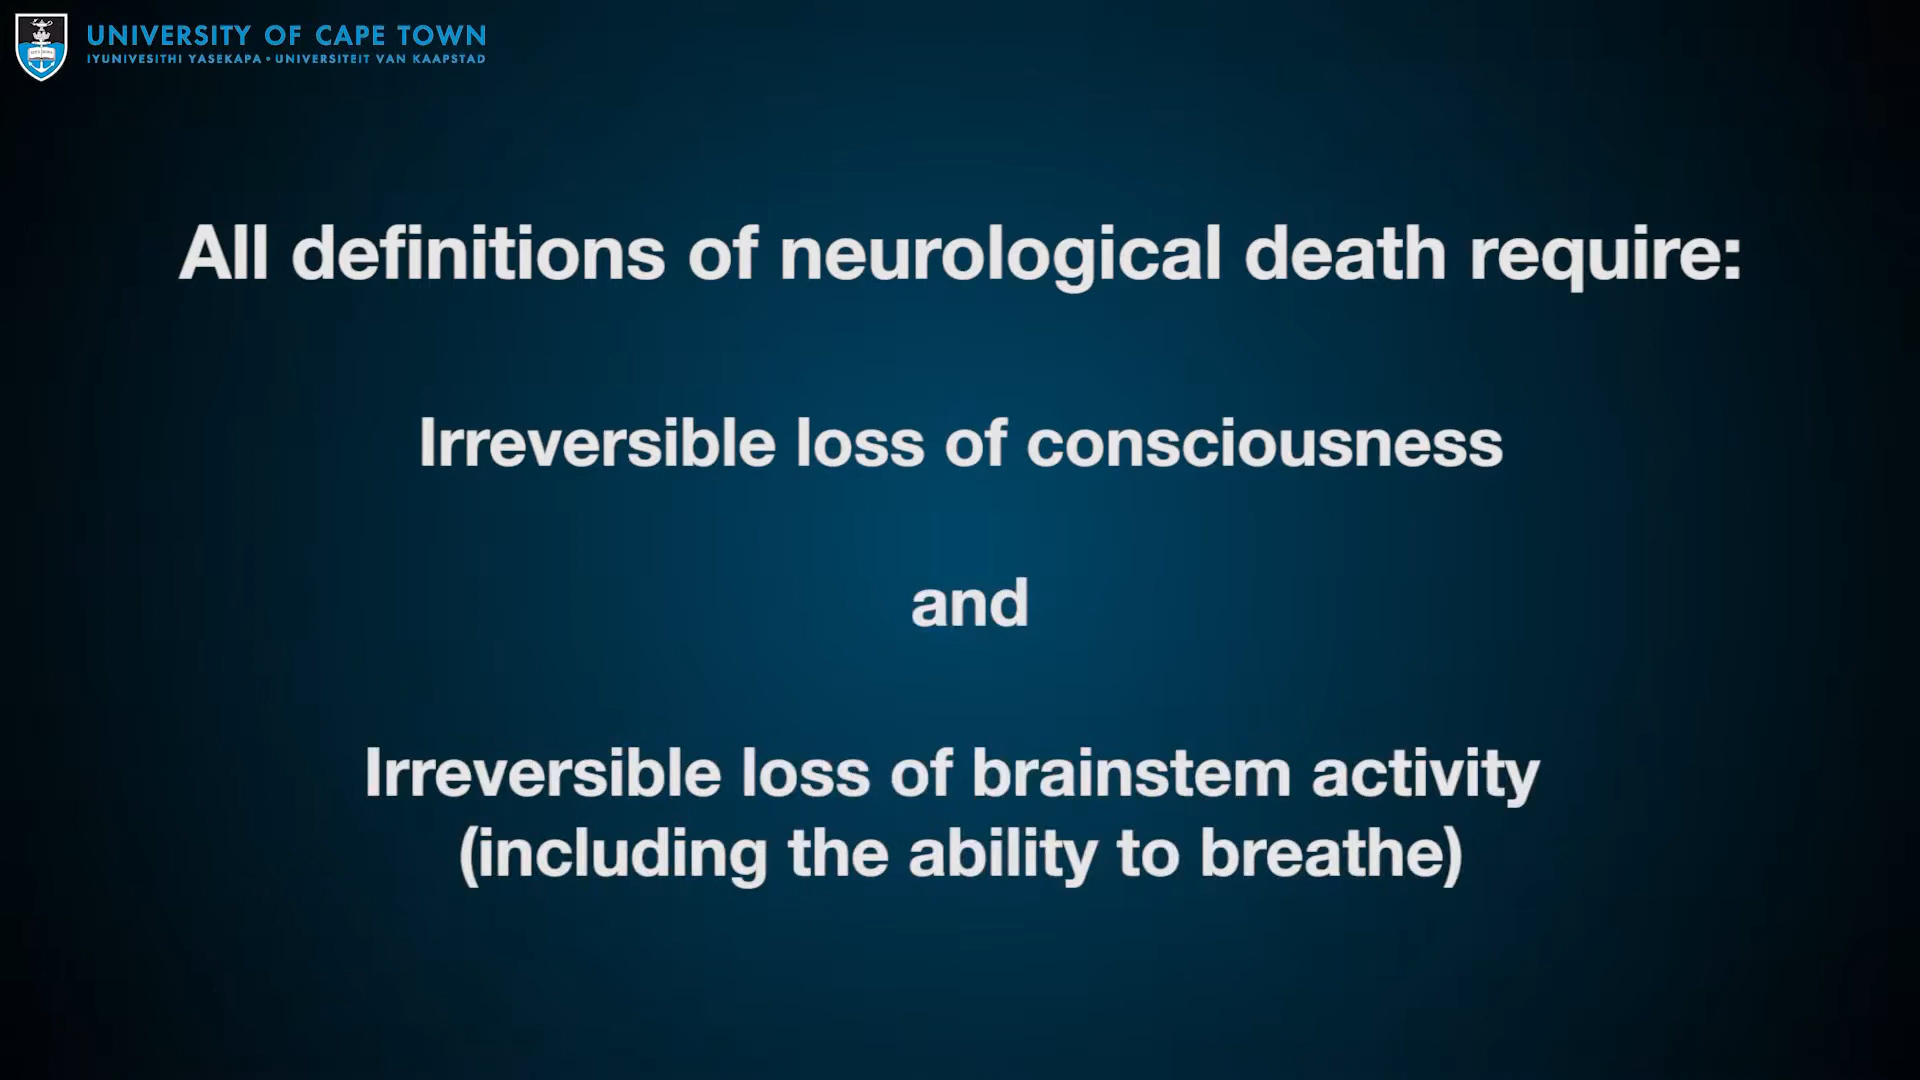 UNIVERSITY OF CAPE TOWN
IYUNIVESITHI YASEKAPA • UNIVERSITEIT VAN KAAPSTAD
All definitions of neurological death require:
Irreversible loss of consciousness
and
Irreversible loss of brainstem activity
(including the ability to breathe)